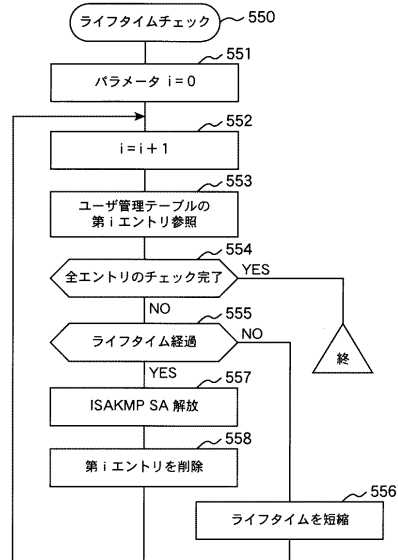 ライフタイムチェック 550
551
パラメータ i=0
552
i=i+1
553
ユーザ管理テーブルの
第iエントリ参照
554
全エントリのチェック完了 YES
NO
555
ライフタイム経過 NO
終
YES
557
ISAKMP SA 解放
558
第iエントリを削除
556
ライフタイムを短縮